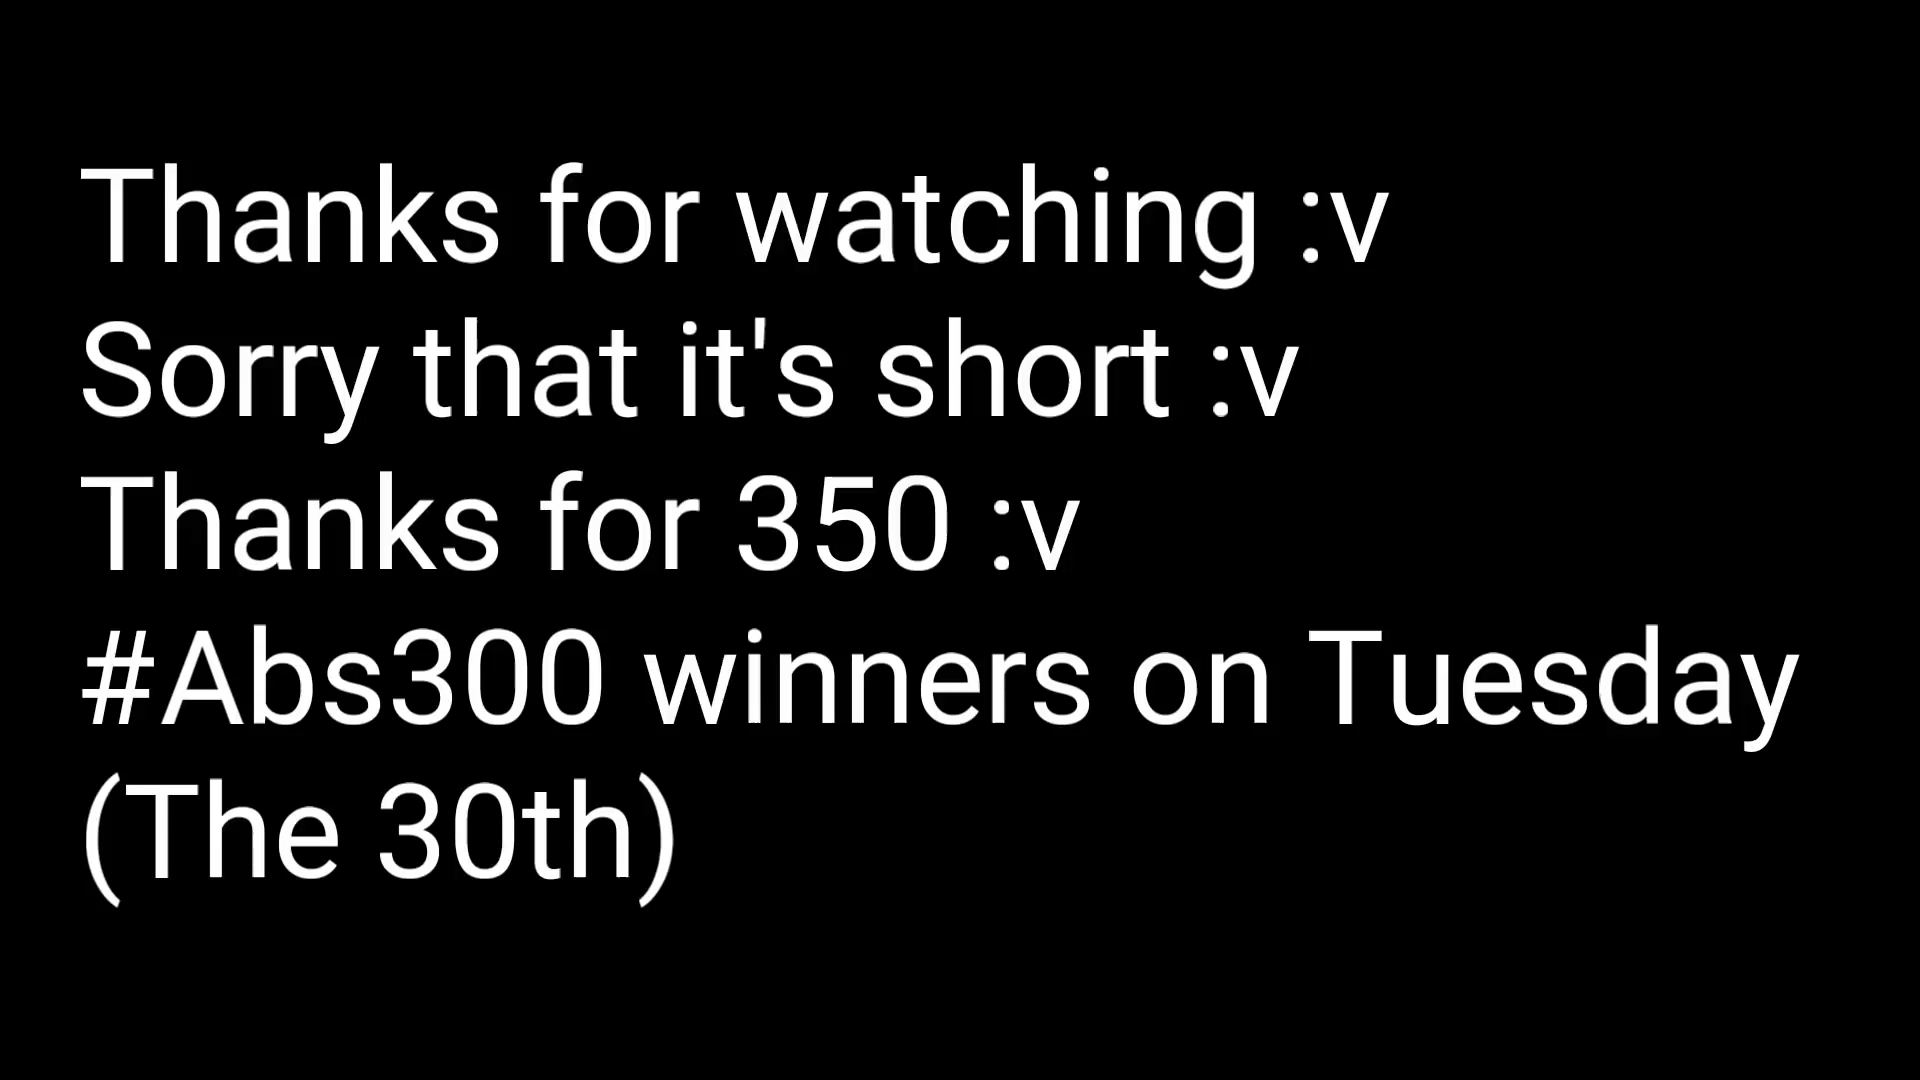 Thanks for watching :v
Sorry that it's short :v
Thanks for 350 :v
#Abs300 winners on Tuesday
(The 30th)